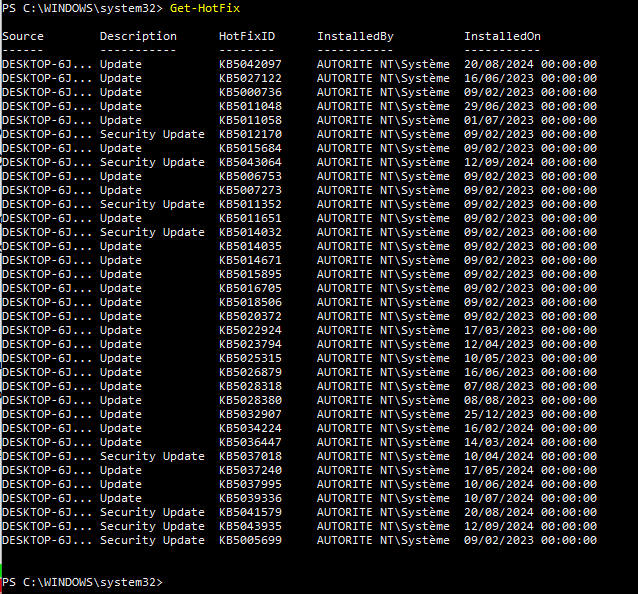 PS C:\WINDOWS\system32> Get-HotFix
Source Description HotFixID InstalledBy InstalledOn
------ ----------- -------- ----------- -----------
DESKTOP-6J... Update KB5042097 AUTORITE NT\Système 20/08/2024 00:00:00
DESKTOP-6J... Update KB5027122 AUTORITE NT\Système 16/06/2023 00:00:00
DESKTOP-6J... Update KB5000736 AUTORITE NT\Système 09/02/2023 00:00:00
DESKTOP-6J... Update KB5011048 AUTORITE NT\Système 29/06/2023 00:00:00
DESKTOP-6J... Update KB5011058 AUTORITE NT\Système 01/07/2023 00:00:00
DESKTOP-6J... Security Update KB5012170 AUTORITE NT\Système 09/02/2023 00:00:00
DESKTOP-6J... Update KB5015684 AUTORITE NT\Système 09/02/2023 00:00:00
DESKTOP-6J... Security Update KB5043064 AUTORITE NT\Système 12/09/2024 00:00:00
DESKTOP-6J... Update KB5006753 AUTORITE NT\Système 09/02/2023 00:00:00
DESKTOP-6J... Update KB5007273 AUTORITE NT\Système 09/02/2023 00:00:00
DESKTOP-6J... Security Update KB5011352 AUTORITE NT\Système 09/02/2023 00:00:00
DESKTOP-6J... Update KB5011651 AUTORITE NT\Système 09/02/2023 00:00:00
DESKTOP-6J... Security Update KB5014032 AUTORITE NT\Système 09/02/2023 00:00:00
DESKTOP-6J... Update KB5014035 AUTORITE NT\Système 09/02/2023 00:00:00
DESKTOP-6J... Update KB5014671 AUTORITE NT\Système 09/02/2023 00:00:00
DESKTOP-6J... Update KB5015895 AUTORITE NT\Système 09/02/2023 00:00:00
DESKTOP-6J... Update KB5016705 AUTORITE NT\Système 09/02/2023 00:00:00
DESKTOP-6J... Update KB5018506 AUTORITE NT\Système 09/02/2023 00:00:00
DESKTOP-6J... Update KB5020372 AUTORITE NT\Système 09/02/2023 00:00:00
DESKTOP-6J... Update KB5022924 AUTORITE NT\Système 17/03/2023 00:00:00
DESKTOP-6J... Update KB5023794 AUTORITE NT\Système 12/04/2023 00:00:00
DESKTOP-6J... Update KB5025315 AUTORITE NT\Système 10/05/2023 00:00:00
DESKTOP-6J... Update KB5026879 AUTORITE NT\Système 16/06/2023 00:00:00
DESKTOP-6J... Update KB5028318 AUTORITE NT\Système 07/08/2023 00:00:00
DESKTOP-6J... Update KB5028380 AUTORITE NT\Système 08/08/2023 00:00:00
DESKTOP-6J... Update KB5032907 AUTORITE NT\Système 25/12/2023 00:00:00
DESKTOP-6J... Update KB5034224 AUTORITE NT\Système 16/02/2024 00:00:00
DESKTOP-6J... Update KB5036447 AUTORITE NT\Système 14/03/2024 00:00:00
DESKTOP-6J... Security Update KB5037018 AUTORITE NT\Système 10/04/2024 00:00:00
DESKTOP-6J... Update KB5037240 AUTORITE NT\Système 17/05/2024 00:00:00
DESKTOP-6J... Update KB5037995 AUTORITE NT\Système 10/06/2024 00:00:00
DESKTOP-6J... Update KB5039336 AUTORITE NT\Système 10/07/2024 00:00:00
DESKTOP-6J... Security Update KB5041579 AUTORITE NT\Système 20/08/2024 00:00:00
DESKTOP-6J... Security Update KB5043935 AUTORITE NT\Système 12/09/2024 00:00:00
DESKTOP-6J... Security Update KB5005699 AUTORITE NT\Système 09/02/2023 00:00:00
PS C:\WINDOWS\system32>